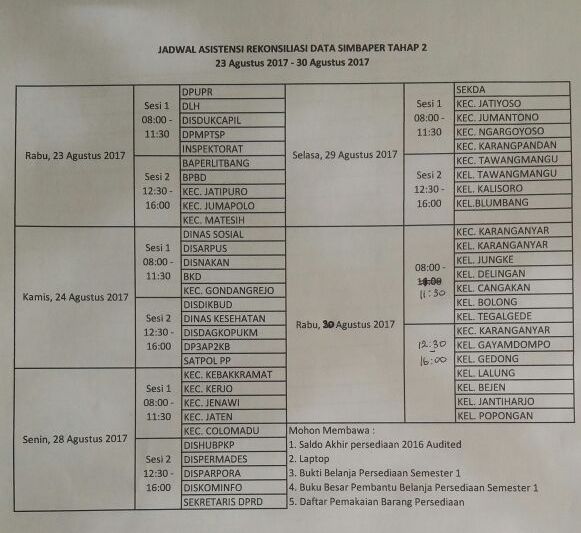 JADWAL ASISTENSI REKONSILIASI DATA SIMBAPER TAHAP 2
23 Agustus 2017 - 30 Agustus 2017
Rabu, 23 Agustus 2017
Sesi 1
08:00 -
11:30
DPUPR
DLH
DISDUKCAPIL
DPMPTSP
INSPEKTORAT
Sesi 2
12:30 -
16:00
BAPERLITBANG
BPBD
KEC. JATIPURO
KEC. JUMAPOLO
KEC. MATESIH
Kamis, 24 Agustus 2017
Sesi 1
08:00 -
11:30
DINAS SOSIAL
DISARPUS
DISNAKAN
BKD
KEC. GONDANGREJO
Sesi 2
12:30 -
16:00
DISDIKBUD
DINAS KESEHATAN
DISDAGKOPUKM
DP3AP2KB
SATPOL PP
Senin, 28 Agustus 2017
Sesi 1
08:00 -
11:30
KEC. KEBAKKRAMAT
KEC. KERJO
KEC. JENAWI
KEC. JATEN
KEC. COLOMADU
Sesi 2
12:30 -
16:00
DISHUBPKP
DISPERMADES
DISPARPORA
DISKOMINFO
SEKRETARIS DPRD
Selasa, 29 Agustus 2017
Sesi 1
08:00 -
11:30
SEKDA
KEC. JATIYOSO
KEC. JUMANTONO
KEC. NGARGOYOSO
KEC. KARANGPANDAN
Sesi 2
12:30 -
16:00
KEC. TAWANGMANGU
KEL. TAWANGMANGU
KEL. KALISORO
KEL.BLUMBANG
Rabu, 30 Agustus 2017
08:00 -
11:30
KEC. KARANGANYAR
KEL. KARANGANYAR
KEL. JUNGKE
KEL. DELINGAN
KEL. CANGAKAN
KEL. BOLONG
KEL. TEGALGEDE
12:30
-
16:00
KEC. KARANGANYAR
KEL. GAYAMDOMPO
KEL. GEDONG
KEL. LALUNG
KEL. BEJEN
KEL. JANTIHARJO
KEL. POPONGAN
Mohon Membawa :
1. Saldo Akhir persediaan 2016 Audited
2. Laptop
3. Bukti Belanja Persediaan Semester 1
4. Buku Besar Pembantu Belanja Persediaan Semester 1
5. Daftar Pemakaian Barang Persediaan